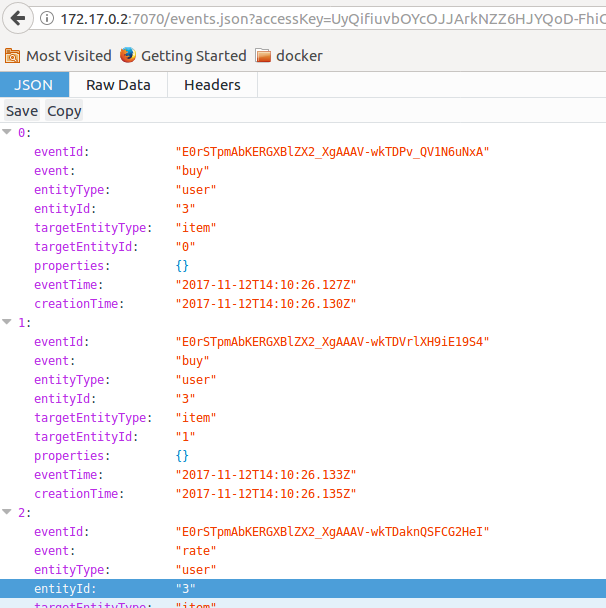 172.17.0.2:7070/events.json?accessKey=UyQifiuvbOYcOJJArkNZZ6HJYQoD-FhiC
Most Visited Getting Started docker
JSON Raw Data Headers
Save Copy
0:
eventId: "E0rSTpmAbKERGXBlZX2_XgAAAV-wkTDPv_QV1N6uNxA"
event: "buy"
entityType: "user"
entityId: "3"
targetEntityType: "item"
targetEntityId: "0"
properties: {}
eventTime: "2017-11-12T14:10:26.127Z"
creationTime: "2017-11-12T14:10:26.130Z"
1:
eventId: "E0rSTpmAbKERGXBlZX2_XgAAAV-wkTDVrlXH9iE19S4"
event: "buy"
entityType: "user"
entityId: "3"
targetEntityType: "item"
targetEntityId: "1"
properties: {}
eventTime: "2017-11-12T14:10:26.133Z"
creationTime: "2017-11-12T14:10:26.135Z"
2:
eventId: "E0rSTpmAbKERGXBlZX2_XgAAAV-wkTDaknQSFCG2HeI"
event: "rate"
entityType: "user"
entityId: "3"
targetEntityType: "item"